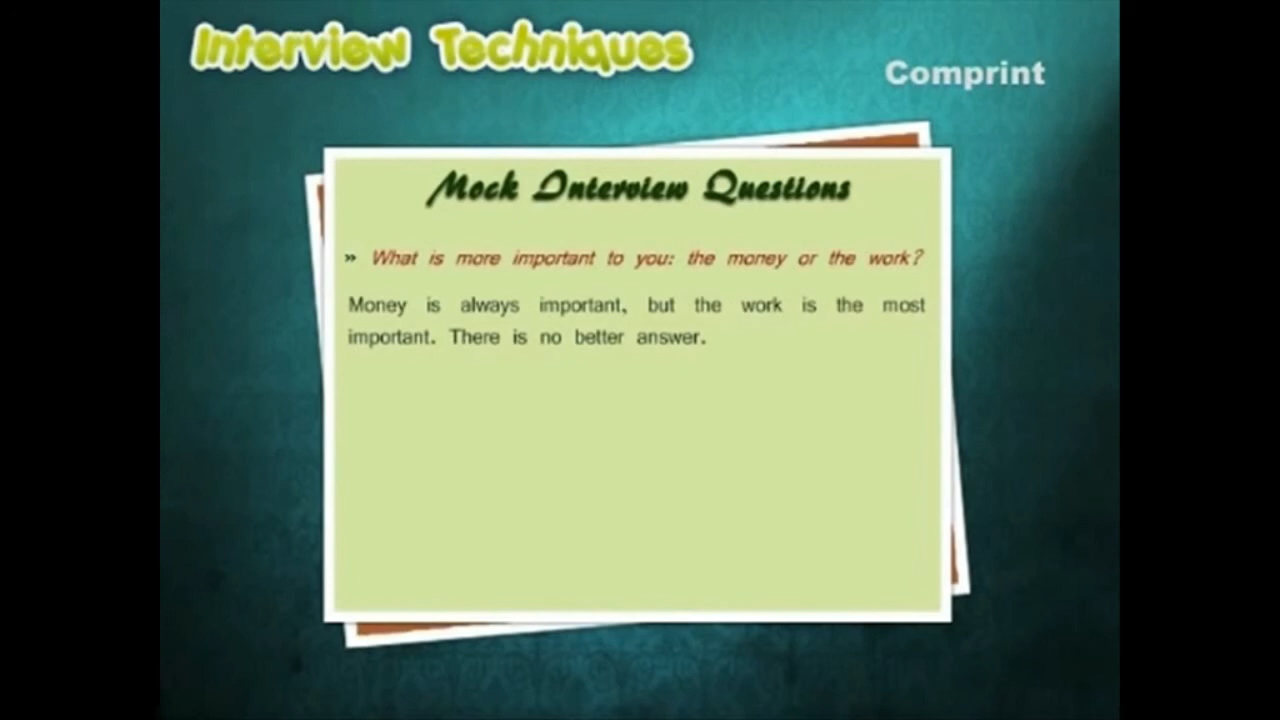 Interview Techniques
Comprint
Mock Interview Questions
» What is more important to you: the money or the work?
Money is always important, but the work is the most
important. There is no better answer.